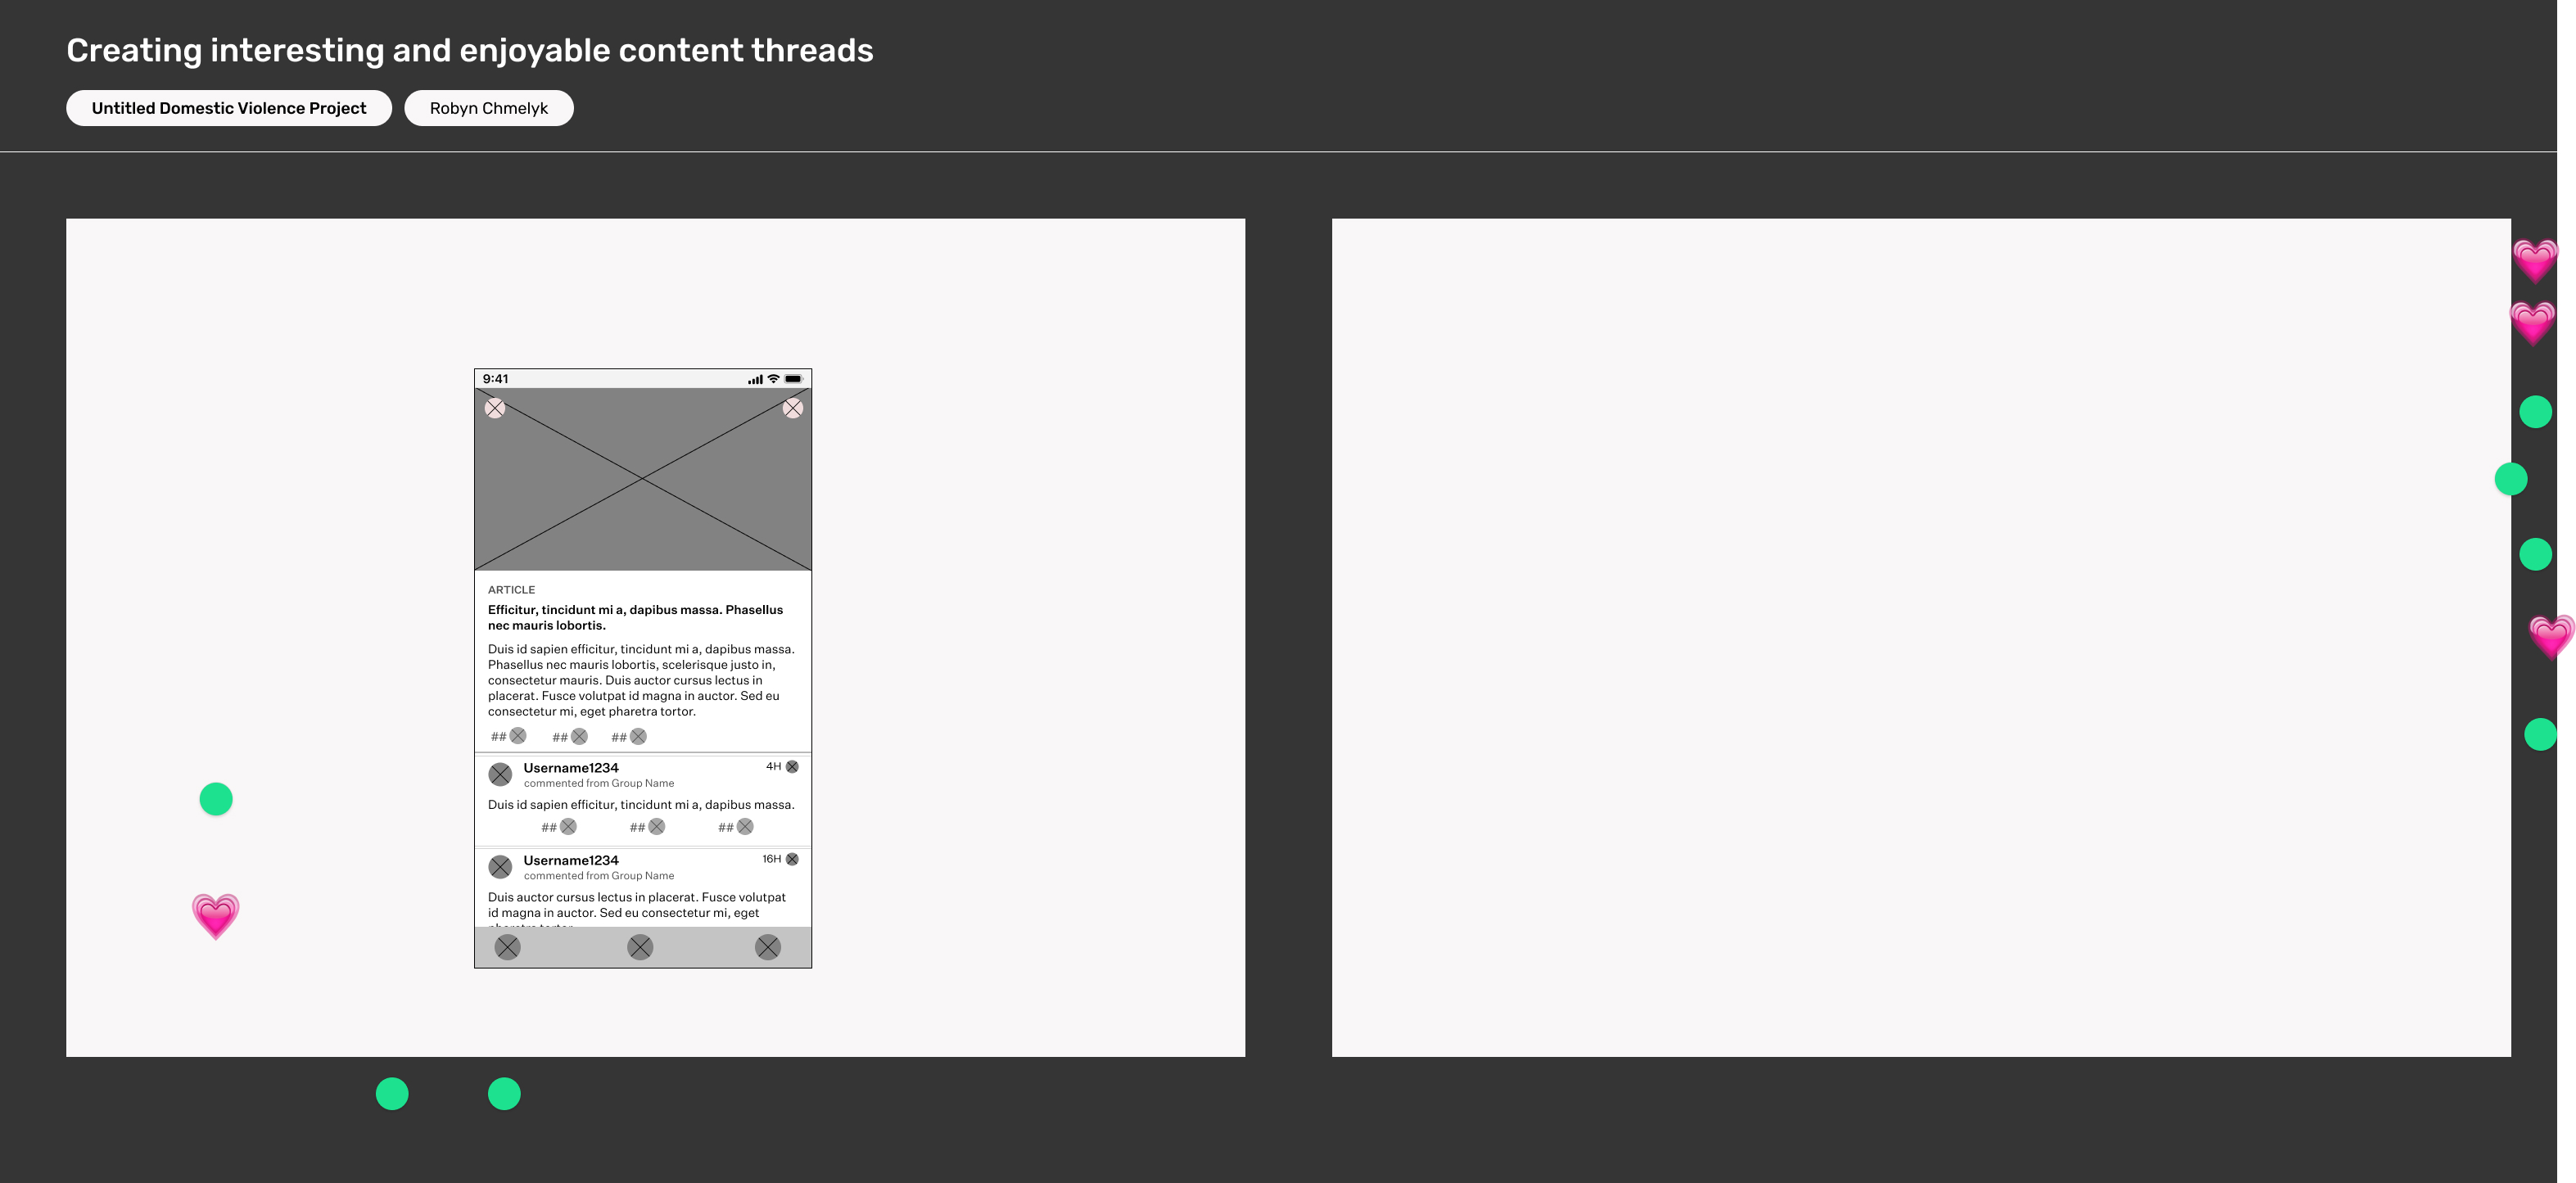 Creating interesting and enjoyable content threads
Untitled Domestic Violence Project
Robyn Chmelyk
9:41
ARTICLE
Efficitur, tincidunt mi a, dapibus massa. Phasellus
nec mauris lobortis.
Duis id sapien efficitur, tincidunt mi a, dapibus massa.
Phasellus nec mauris lobortis, scelerisque justo in,
consectetur mauris. Duis auctor cursus lectus in
placerat. Fusce volutpat id magna in auctor. Sed eu
consectetur mi, eget pharetra tortor.
## ## ##
Username1234 4H
commented from Group Name
Duis id sapien efficitur, tincidunt mi a, dapibus massa.
## ## ##
Username1234 16H
commented from Group Name
Duis auctor cursus lectus in placerat. Fusce volutpat
id magna in auctor. Sed eu consectetur mi, eget